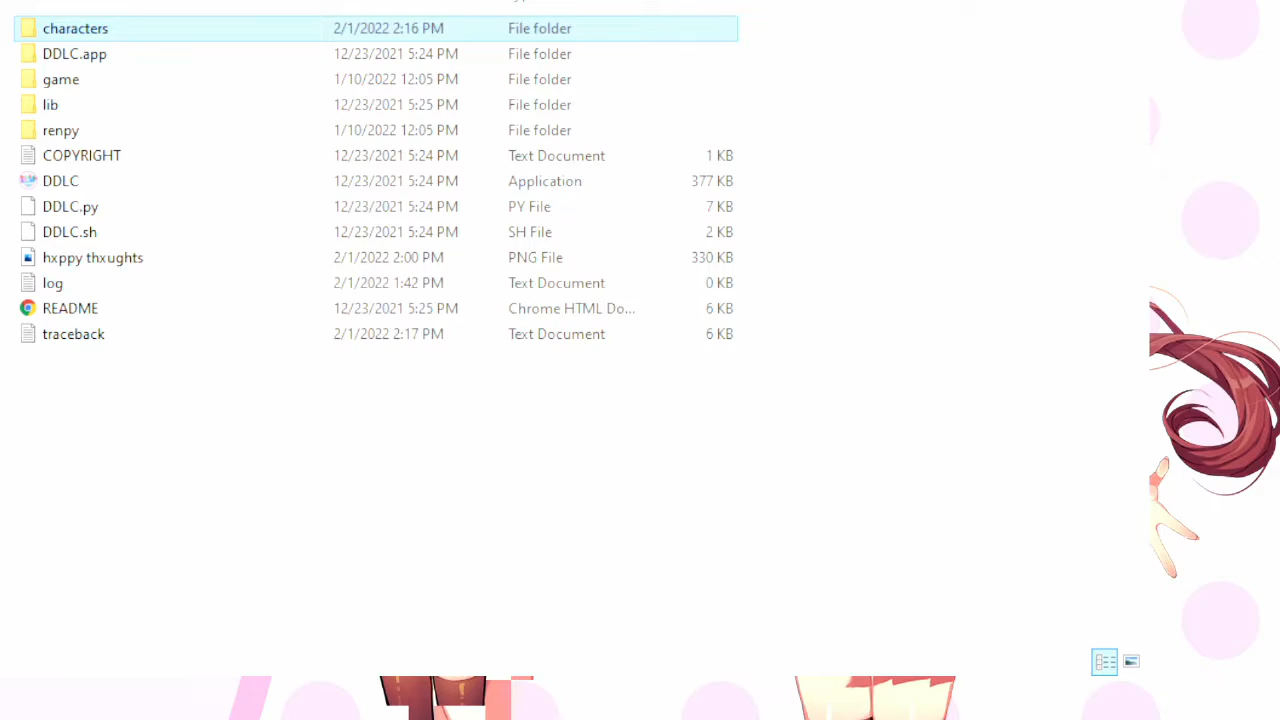 characters 2/1/2022 2:16 PM File folder
DDLC.app 12/23/2021 5:24 PM File folder
game 1/10/2022 12:05 PM File folder
lib 12/23/2021 5:25 PM File folder
renpy 1/10/2022 12:05 PM File folder
COPYRIGHT 12/23/2021 5:24 PM Text Document 1 KB
DDLC 12/23/2021 5:24 PM Application 377 KB
DDLC.py 12/23/2021 5:24 PM PY File 7 KB
DDLC.sh 12/23/2021 5:24 PM SH File 2 KB
hxppy thxughts 2/1/2022 2:00 PM PNG File 330 KB
log 2/1/2022 1:42 PM Text Document 0 KB
README 12/23/2021 5:25 PM Chrome HTML Do... 6 KB
traceback 2/1/2022 2:17 PM Text Document 6 KB